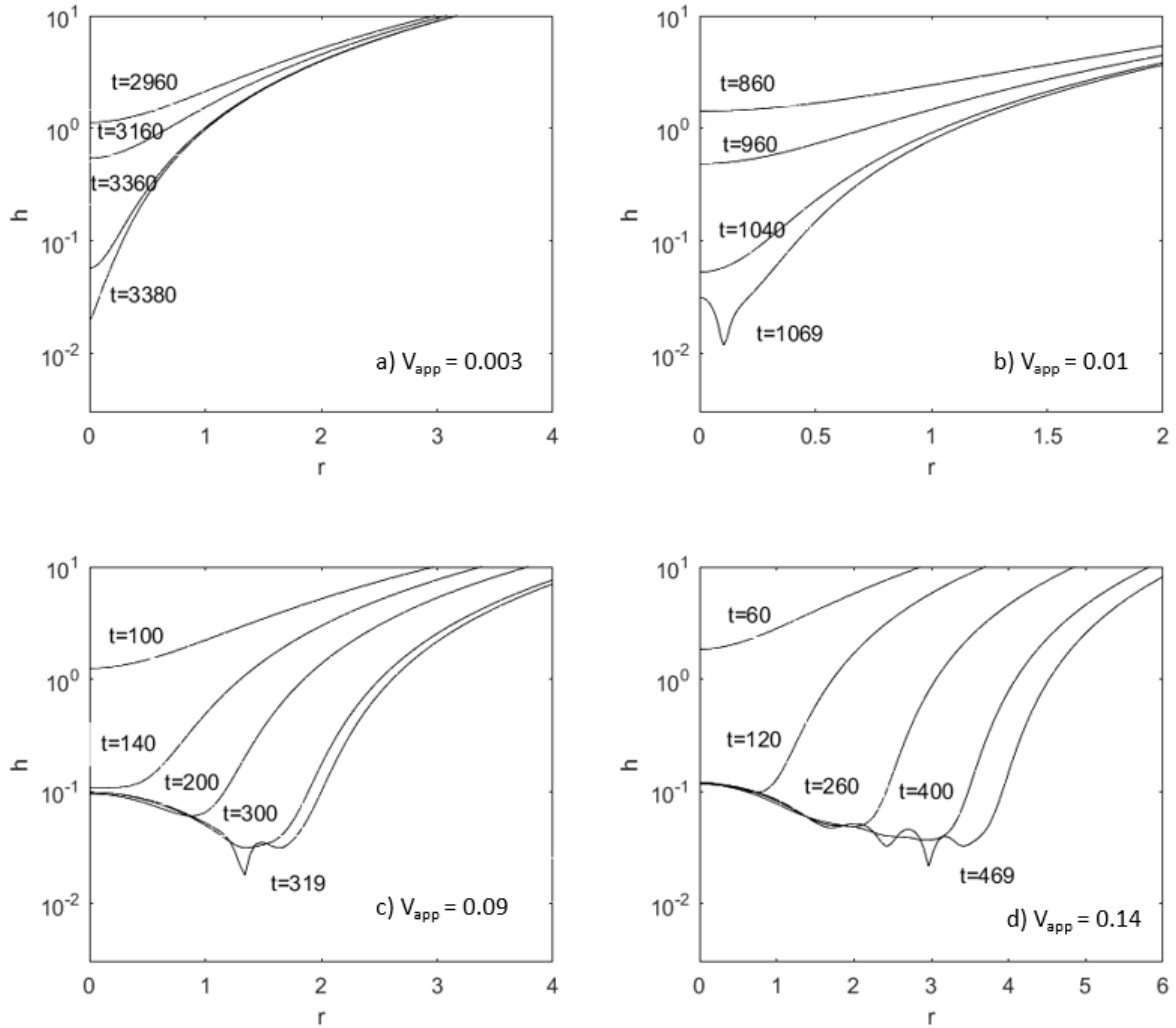 10^1
10^0
10^-1
10^-2
h
t=2960
t=3160
t=3360
t=3380
a) V_app = 0.003
0 1 2 3 4
r
10^1
10^0
10^-1
10^-2
h
t=860
t=960
t=1040
t=1069
b) V_app = 0.01
0 0.5 1 1.5 2
r
10^1
10^0
10^-1
10^-2
h
t=100
t=140
t=200
t=300
t=319
c) V_app = 0.09
0 1 2 3 4
r
10^1
10^0
10^-1
10^-2
h
t=60
t=120
t=260
t=400
t=469
d) V_app = 0.14
0 1 2 3 4 5 6
r